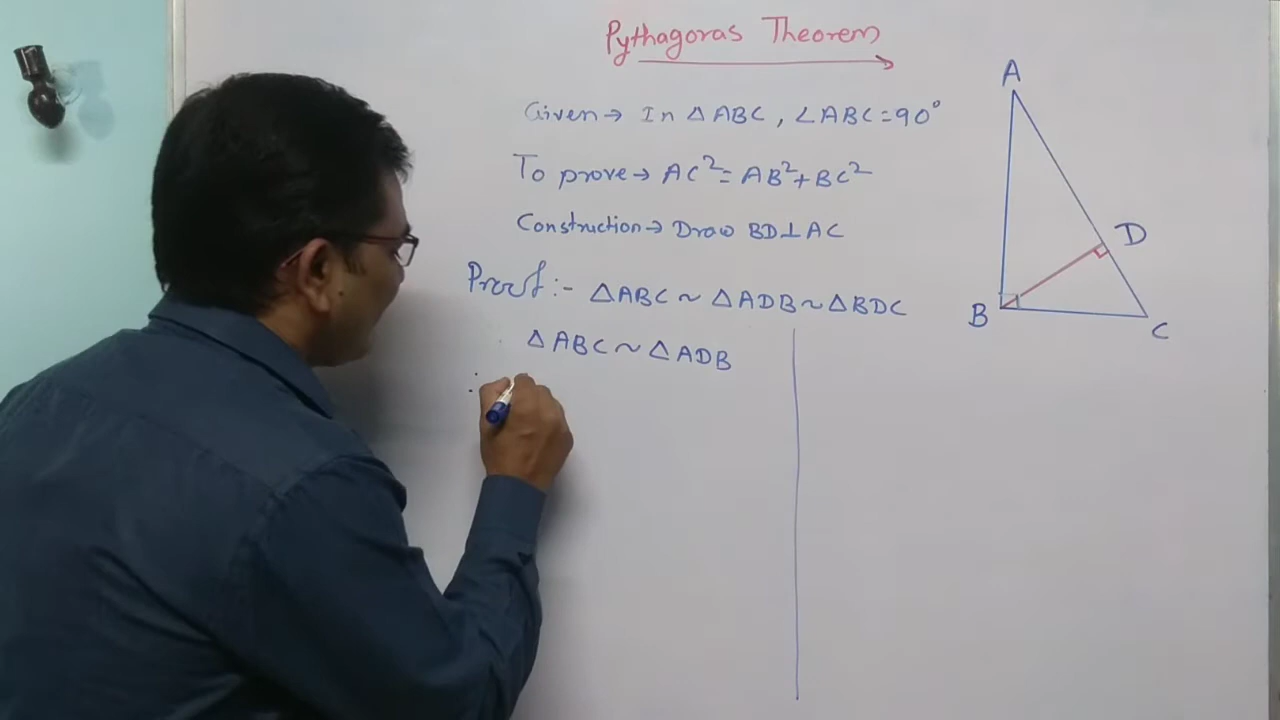 Pythagoras Theorem
Given→ In △ABC, ∠ABC=90°
To prove→ AC²=AB²+BC²
Construction→ Draw BD⊥AC
Proof:- △ABC ~ △ADB ~ △BDC
△ABC ~ △ADB
A
D
B
C